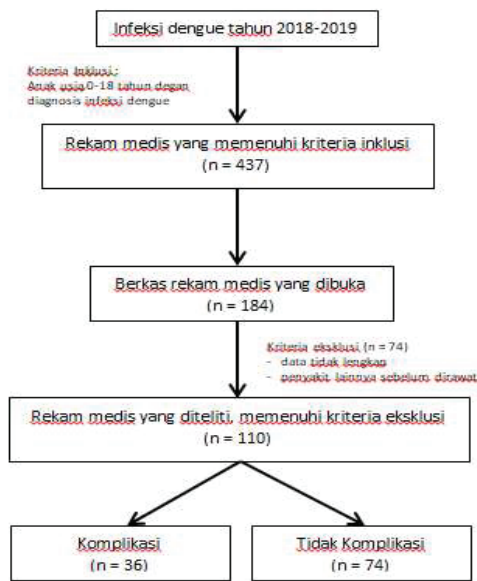 Infeksi dengue tahun 2018-2019
Kriteria Inklusi :
Anak usia 0-18 tahun degan
diagnosis infeksi dengue
Rekam medis yang memenuhi kriteria inklusi
(n = 437)
Berkas rekam medis yang dibuka
(n = 184)
Kriteria eksklusi (n = 74)
- data tidak lengkap
- penyakit lainnya sebelum dirawat
Rekam medis yang diteliti, memenuhi kriteria eksklusi
(n = 110)
Komplikasi
(n = 36)
Tidak Komplikasi
(n = 74)